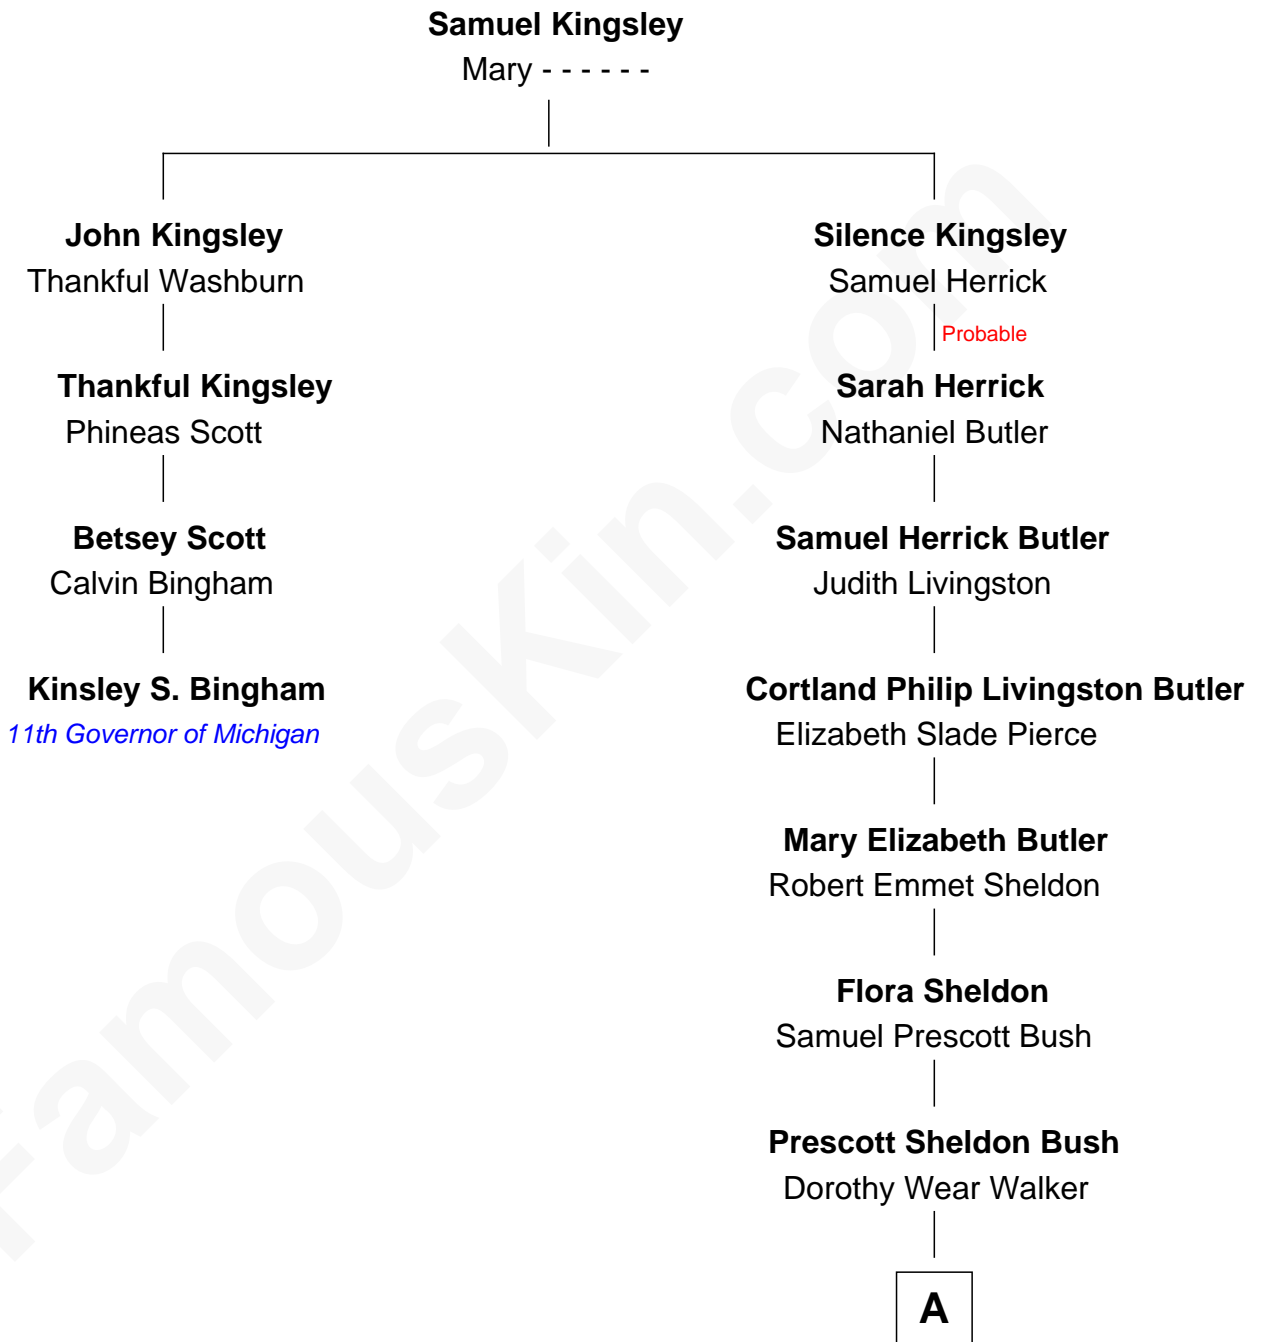 Samuel Kingsley
Mary - - - - - -
John Kingsley
Thankful Washburn
Silence Kingsley
Samuel Herrick
Probable
Thankful Kingsley
Phineas Scott
Sarah Herrick
Nathaniel Butler
Betsey Scott
Calvin Bingham
Samuel Herrick Butler
Judith Livingston
Kinsley S. Bingham
11th Governor of Michigan
Cortland Philip Livingston Butler
Elizabeth Slade Pierce
Mary Elizabeth Butler
Robert Emmet Sheldon
Flora Sheldon
Samuel Prescott Bush
Prescott Sheldon Bush
Dorothy Wear Walker
A
FamousKin.com